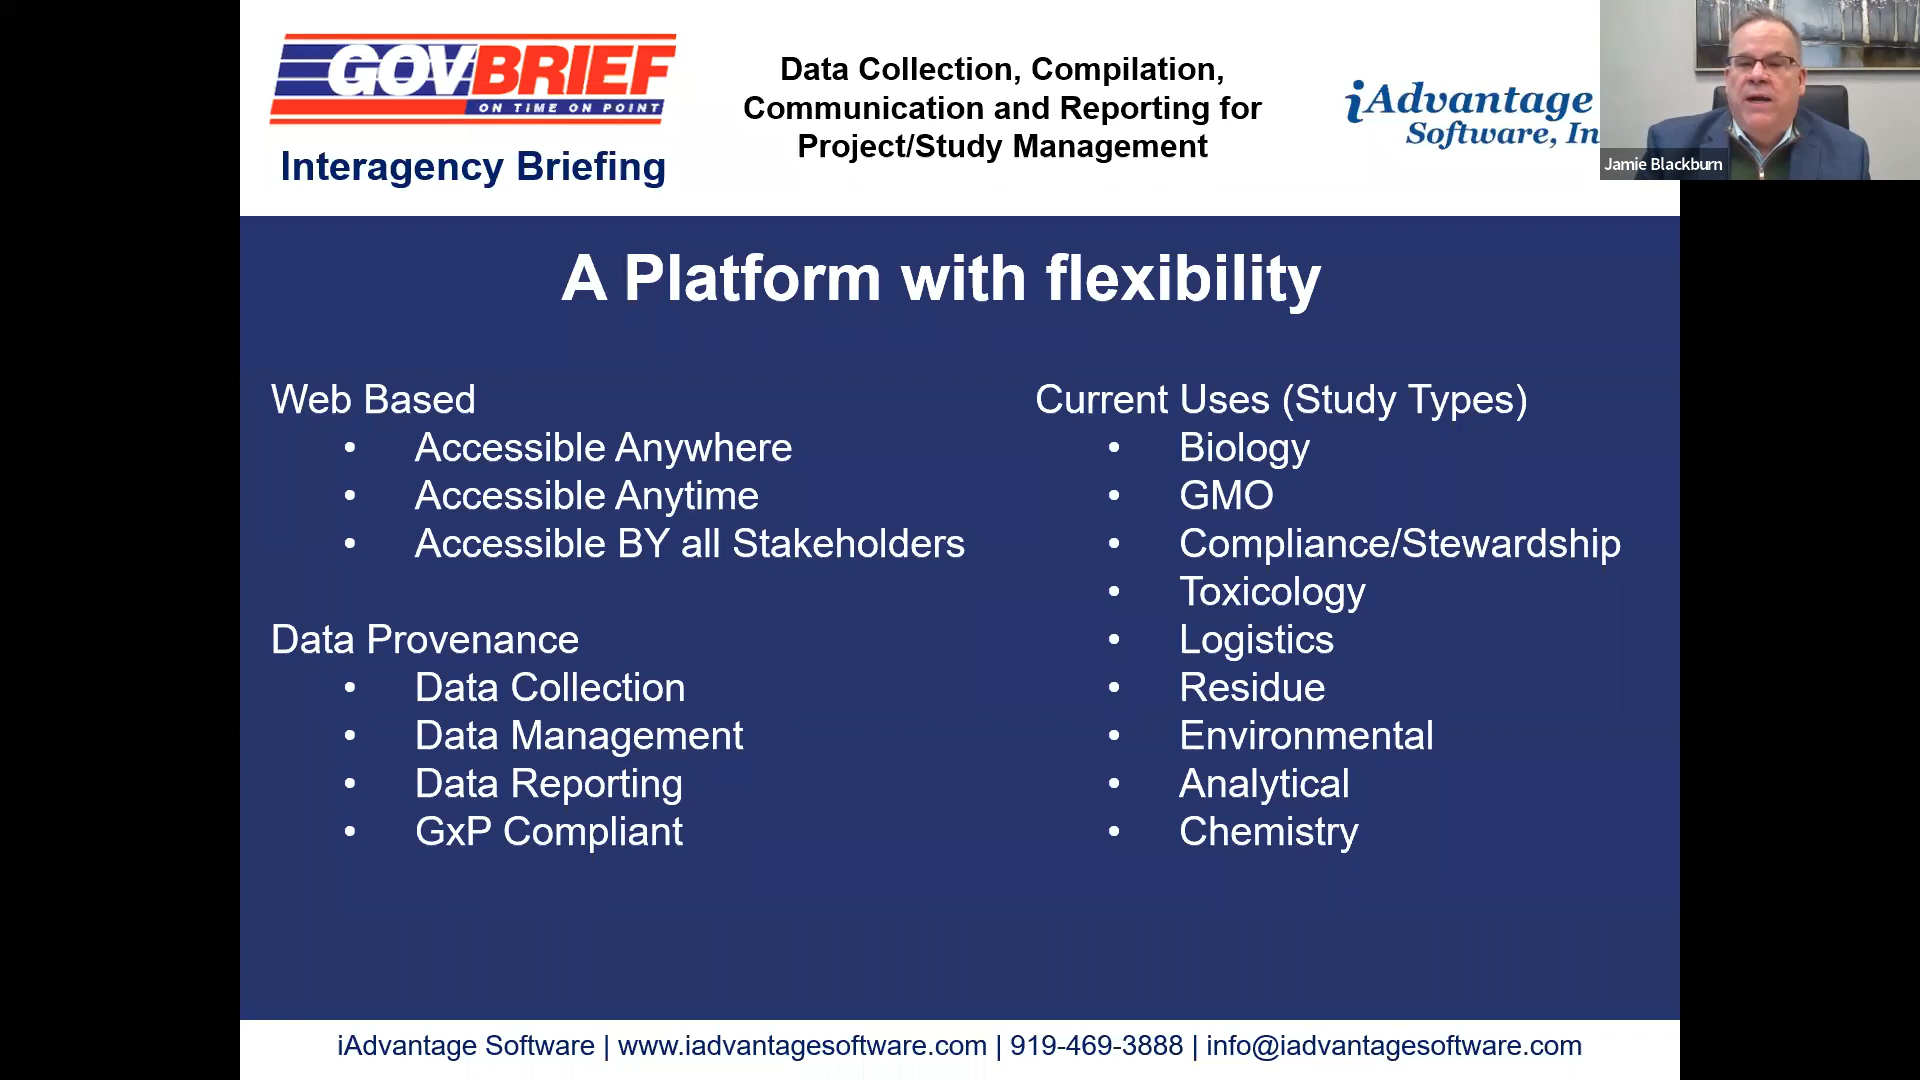 GOVBRIEF
ON TIME ON POINT
Interagency Briefing
Data Collection, Compilation,
Communication and Reporting for
Project/Study Management
iAdvantage
Software, In
Jamie Blackburn
A Platform with flexibility
Web Based
• Accessible Anywhere
• Accessible Anytime
• Accessible BY all Stakeholders
Data Provenance
• Data Collection
• Data Management
• Data Reporting
• GxP Compliant
Current Uses (Study Types)
• Biology
• GMO
• Compliance/Stewardship
• Toxicology
• Logistics
• Residue
• Environmental
• Analytical
• Chemistry
iAdvantage Software | www.iadvantagesoftware.com | 919-469-3888 | info@iadvantagesoftware.com